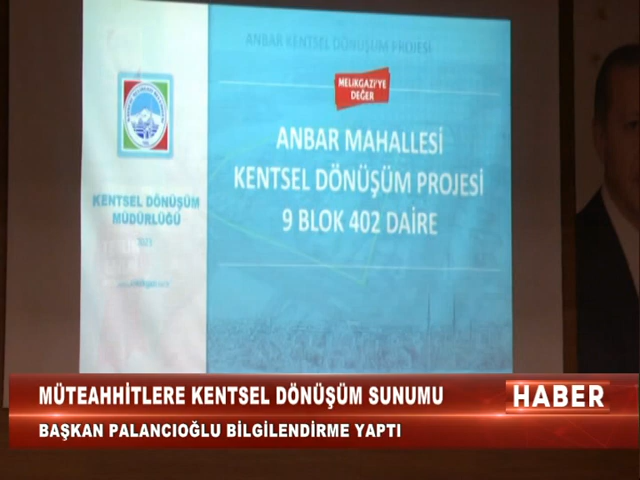 ANBAR KENTSEL DÖNÜŞÜM PROJESİ
MELİKGAZİ'YE
DEĞER
ANBAR MAHALLESİ
KENTSEL DÖNÜŞÜM PROJESİ
9 BLOK 402 DAİRE
KENTSEL DÖNÜŞÜM
MÜDÜRLÜĞÜ
MÜTEAHHİTLERE KENTSEL DÖNÜŞÜM SUNUMU
HABER
BAŞKAN PALANCIOĞLU BİLGİLENDİRME YAPTI